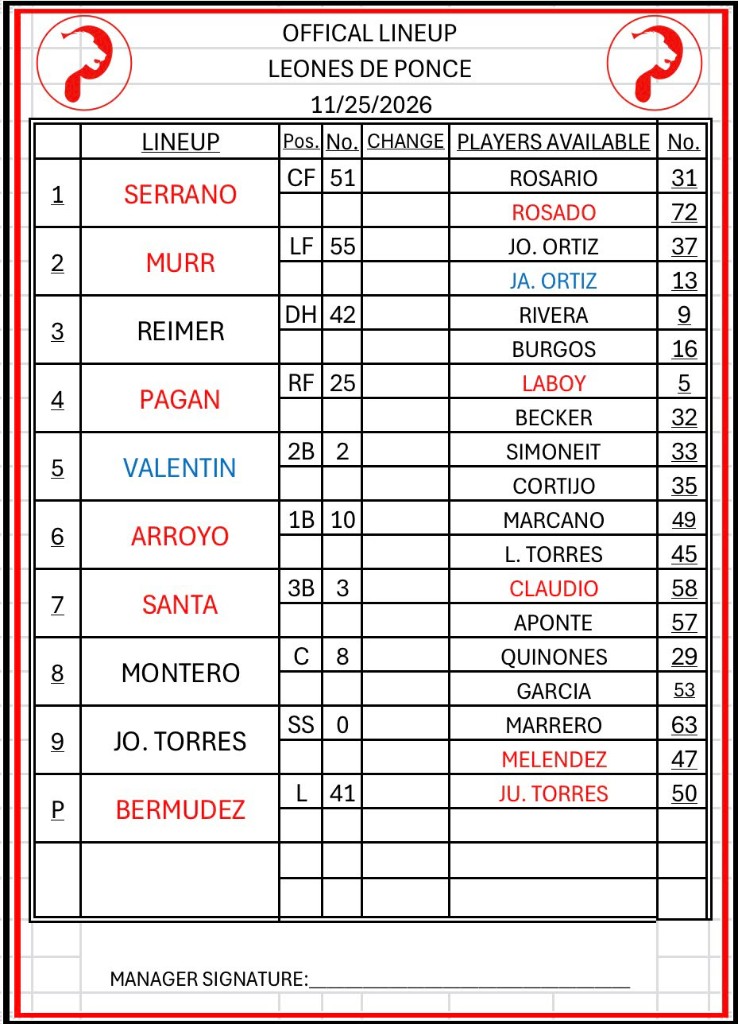 OFFICAL LINEUP
LEONES DE PONCE
11/25/2026
LINEUP Pos. No. CHANGE PLAYERS AVAILABLE No.
1 SERRANO CF 51 ROSARIO 31
ROSADO 72
2 MURR LF 55 JO. ORTIZ 37
JA. ORTIZ 13
3 REIMER DH 42 RIVERA 9
BURGOS 16
4 PAGAN RF 25 LABOY 5
BECKER 32
5 VALENTIN 2B 2 SIMONEIT 33
CORTIJO 35
6 ARROYO 1B 10 MARCANO 49
L. TORRES 45
7 SANTA 3B 3 CLAUDIO 58
APONTE 57
8 MONTERO C 8 QUINONES 29
GARCIA 53
9 JO. TORRES SS 0 MARRERO 63
MELENDEZ 47
P BERMUDEZ L 41 JU. TORRES 50
MANAGER SIGNATURE: